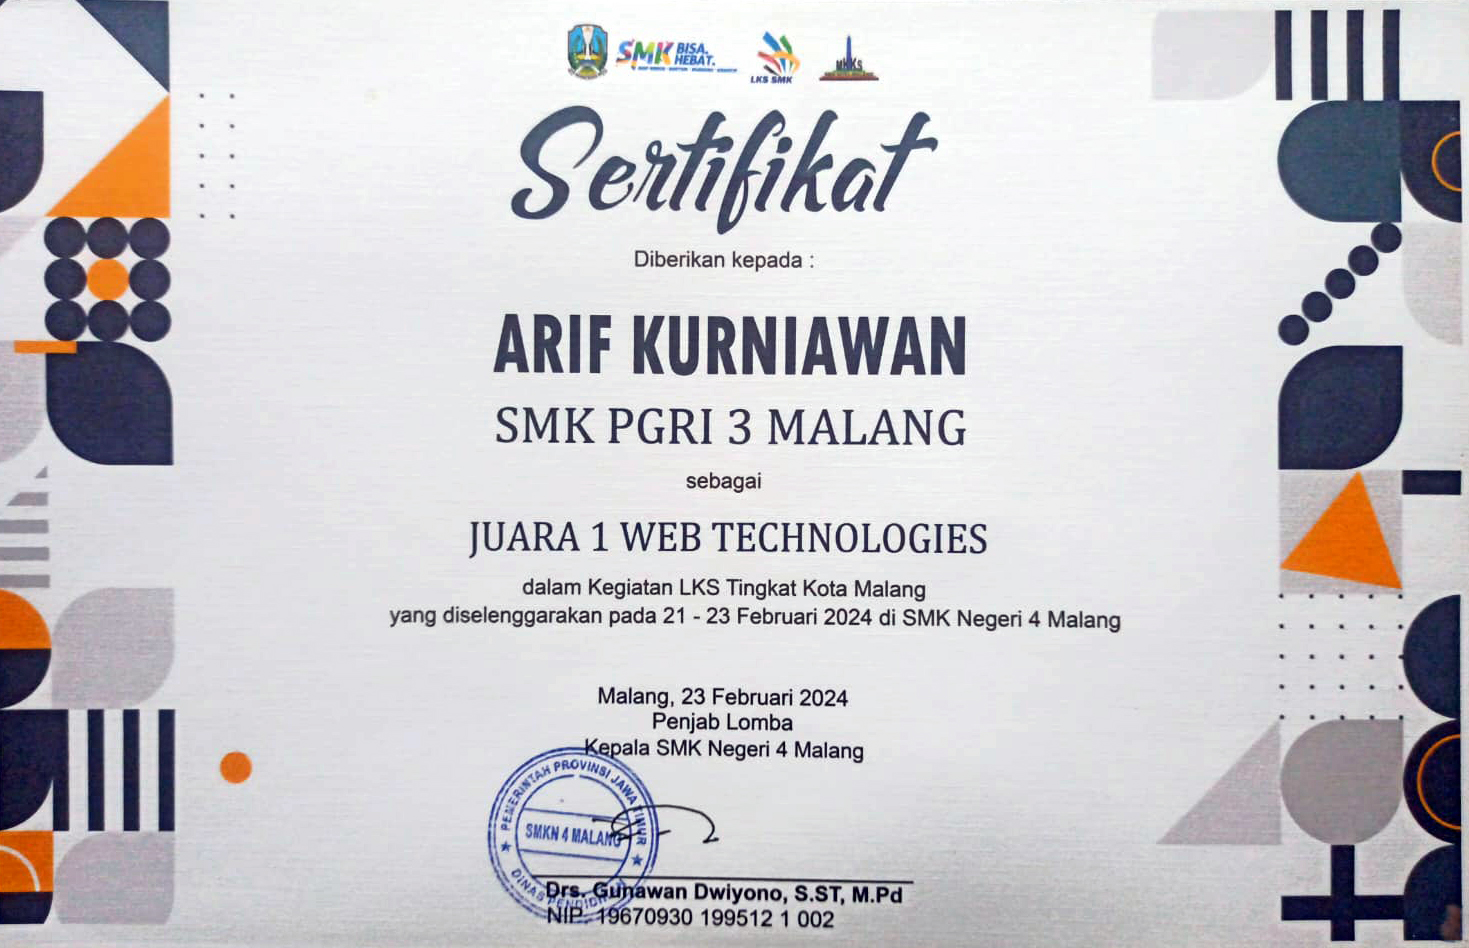 SMK BISA.
HEBAT.
LKS SMK
MKKS
Sertifikat
Diberikan kepada :
ARIF KURNIAWAN
SMK PGRI 3 MALANG
sebagai
JUARA 1 WEB TECHNOLOGIES
dalam Kegiatan LKS Tingkat Kota Malang
yang diselenggarakan pada 21 - 23 Februari 2024 di SMK Negeri 4 Malang
Malang, 23 Februari 2024
Penjab Lomba
Kepala SMK Negeri 4 Malang
PEMERINTAH PROVINSI JAWA TIMUR
SMKN 4 MALANG
DINAS PENDIDIKAN
Drs. Gunawan Dwiyono, S.ST, M.Pd
NIP. 19670930 199512 1 002